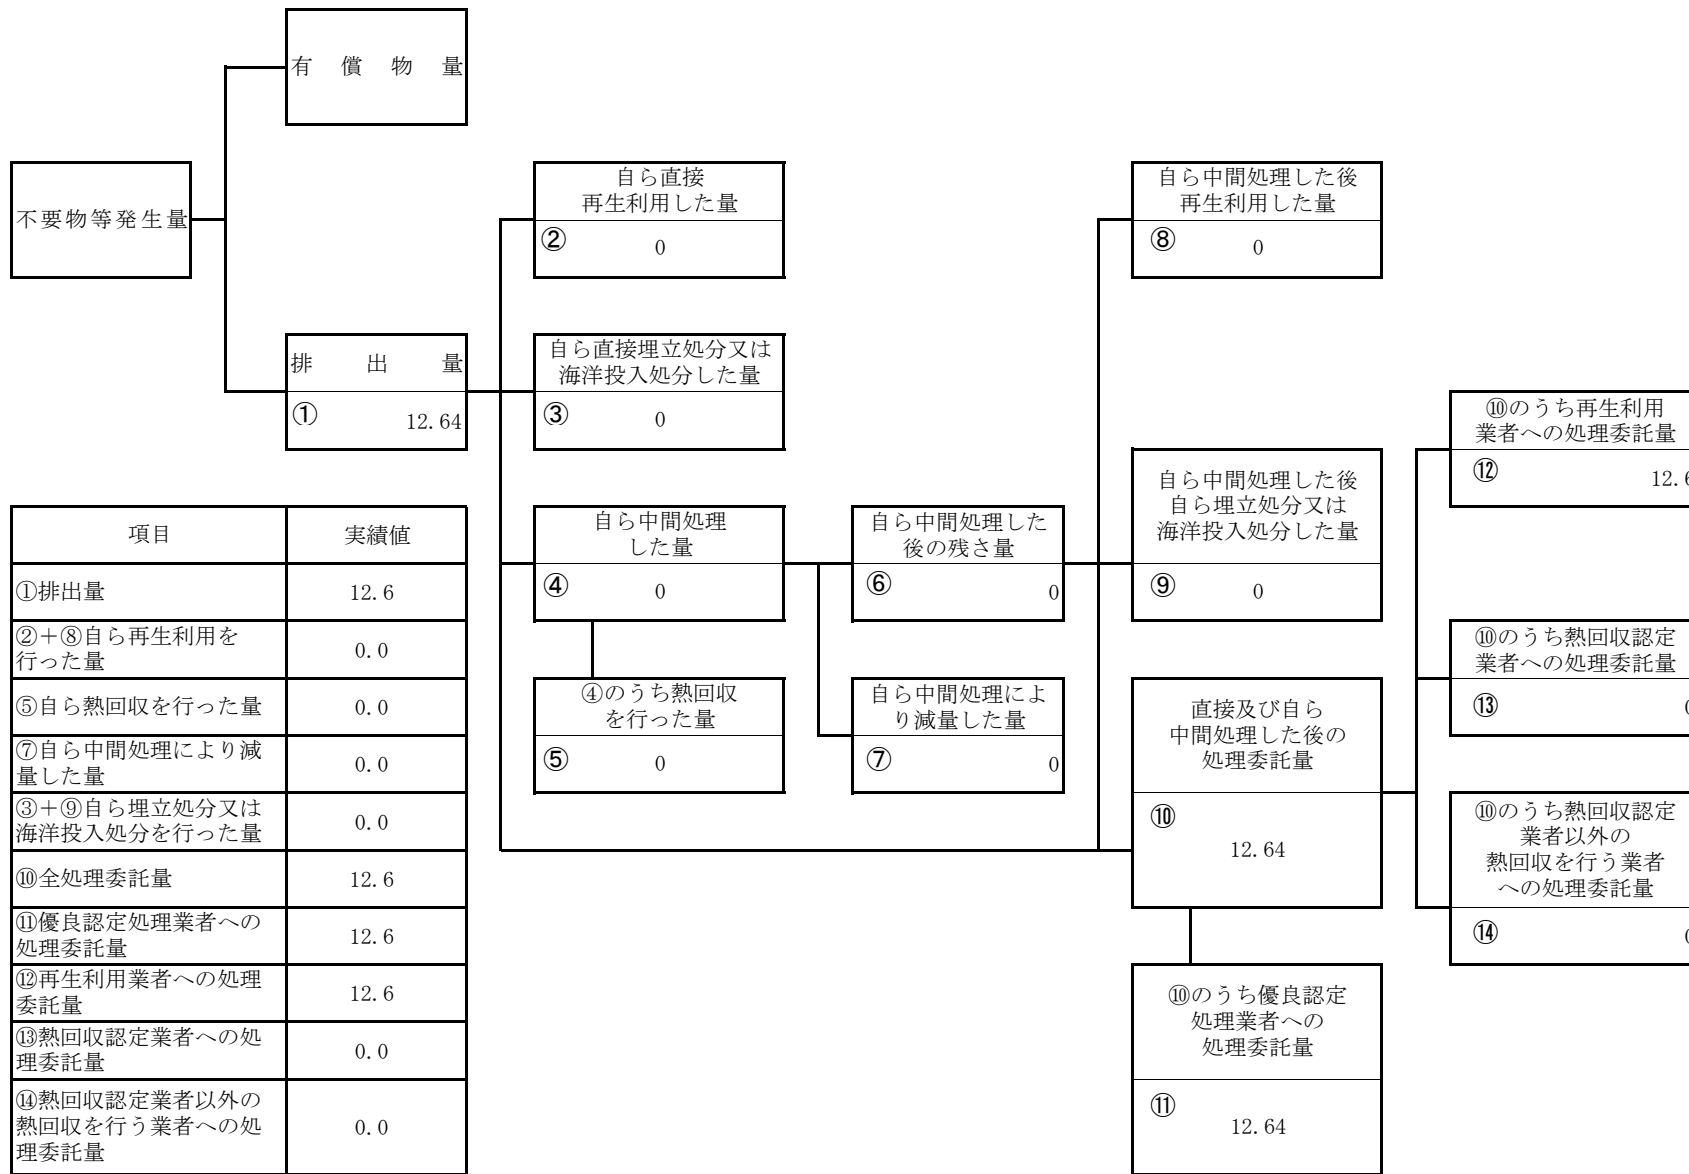 有償物量
不要物等発生量
自ら直接
再生利用した量
② 0
自ら中間処理した後
再生利用した量
⑧ 0
排出量
① 12.64
自ら直接埋立処分又は
海洋投入処分した量
③ 0
⑩のうち再生利用
業者への処理委託量
⑫ 12.6
自ら中間処理した後
自ら埋立処分又は
海洋投入処分した量
⑨ 0
自ら中間処理
した量
④ 0
自ら中間処理した
後の残さ量
⑥ 0
⑩のうち熱回収認定
業者への処理委託量
⑬ 0
④のうち熱回収
を行った量
⑤ 0
自ら中間処理によ
り減量した量
⑦ 0
直接及び自ら
中間処理した後の
処理委託量
⑩
12.64
⑩のうち熱回収認定
業者以外の
熱回収を行う業者
への処理委託量
⑭ 0
⑩のうち優良認定
処理業者への
処理委託量
⑪
12.64
項目 実績値
①排出量 12.6
②＋⑧自ら再生利用を
行った量 0.0
⑤自ら熱回収を行った量 0.0
⑦自ら中間処理により減
量した量 0.0
③＋⑨自ら埋立処分又は
海洋投入処分を行った量 0.0
⑩全処理委託量 12.6
⑪優良認定処理業者への
処理委託量 12.6
⑫再生利用業者への処理
委託量 12.6
⑬熱回収認定業者への処
理委託量 0.0
⑭熱回収認定業者以外の
熱回収を行う業者への処
理委託量 0.0